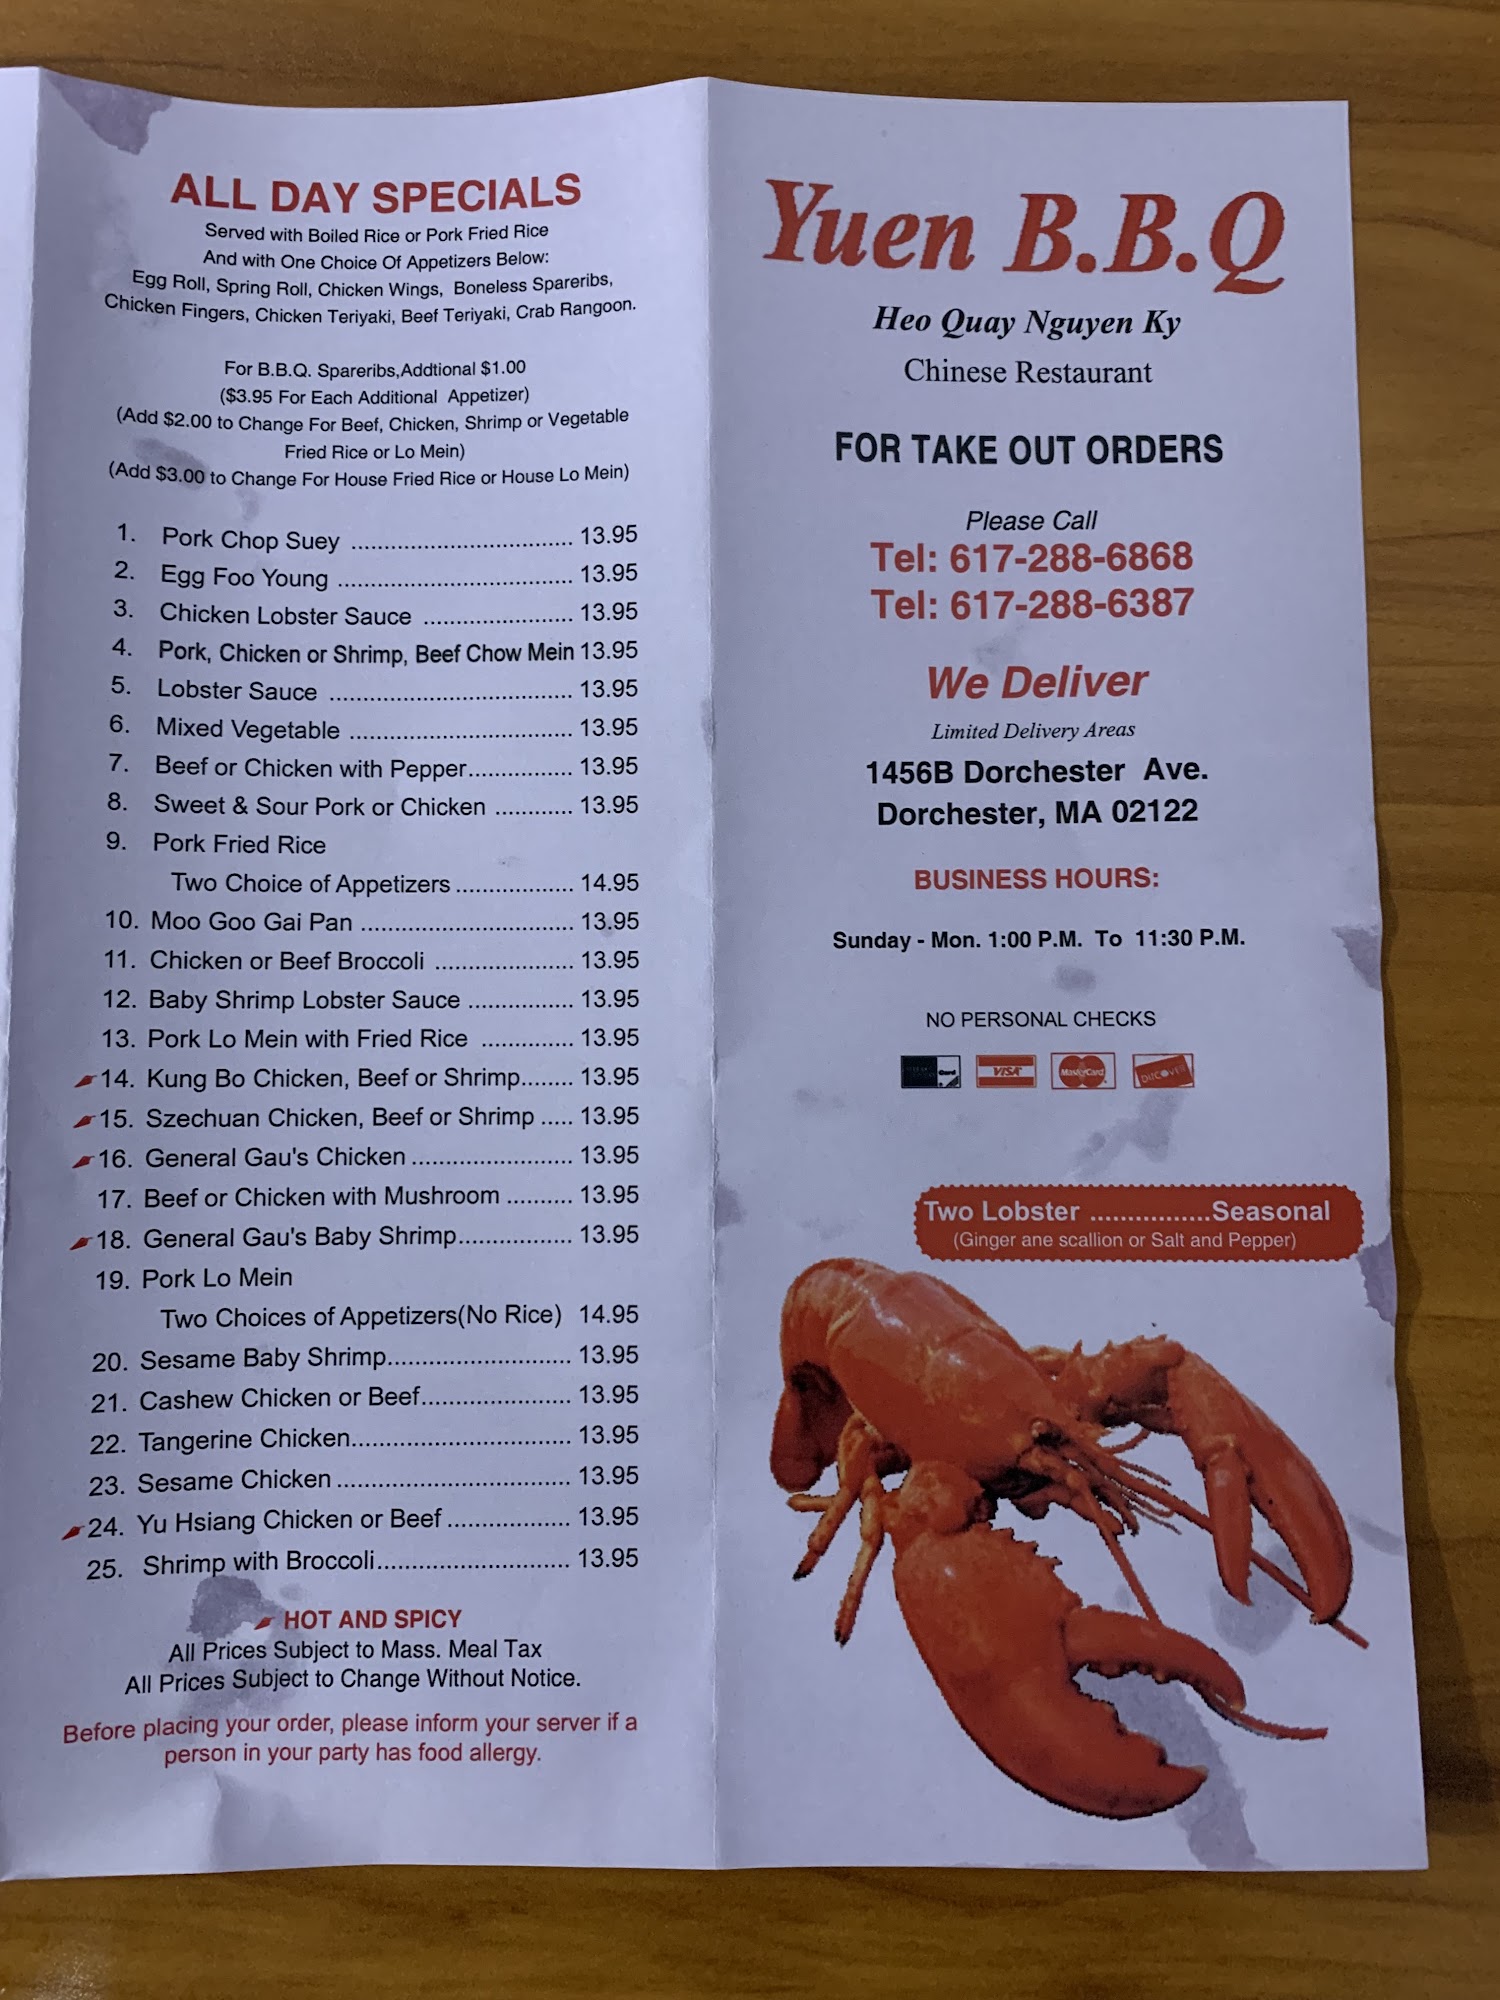 ALL DAY SPECIALS
Served with Boiled Rice or Pork Fried Rice
And with One Choice Of Appetizers Below:
Egg Roll, Spring Roll, Chicken Wings, Boneless Spareribs,
Chicken Fingers, Chicken Teriyaki, Beef Teriyaki, Crab Rangoon.
For B.B.Q. Spareribs,Addtional $1.00
($3.95 For Each Additional Appetizer)
(Add $2.00 to Change For Beef, Chicken, Shrimp or Vegetable
Fried Rice or Lo Mein)
(Add $3.00 to Change For House Fried Rice or House Lo Mein)
1. Pork Chop Suey ................................ 13.95
2. Egg Foo Young .................................. 13.95
3. Chicken Lobster Sauce ...................... 13.95
4. Pork, Chicken or Shrimp, Beef Chow Mein 13.95
5. Lobster Sauce ................................... 13.95
6. Mixed Vegetable ................................ 13.95
7. Beef or Chicken with Pepper............... 13.95
8. Sweet & Sour Pork or Chicken ........... 13.95
9. Pork Fried Rice
Two Choice of Appetizers ................. 14.95
10. Moo Goo Gai Pan ............................... 13.95
11. Chicken or Beef Broccoli .................... 13.95
12. Baby Shrimp Lobster Sauce ............... 13.95
13. Pork Lo Mein with Fried Rice ............. 13.95
14. Kung Bo Chicken, Beef or Shrimp....... 13.95
15. Szechuan Chicken, Beef or Shrimp ..... 13.95
16. General Gau's Chicken ....................... 13.95
17. Beef or Chicken with Mushroom .......... 13.95
18. General Gau's Baby Shrimp................. 13.95
19. Pork Lo Mein
Two Choices of Appetizers(No Rice) 14.95
20. Sesame Baby Shrimp........................... 13.95
21. Cashew Chicken or Beef...................... 13.95
22. Tangerine Chicken................................ 13.95
23. Sesame Chicken .................................. 13.95
24. Yu Hsiang Chicken or Beef .................. 13.95
25. Shrimp with Broccoli............................ 13.95
HOT AND SPICY
All Prices Subject to Mass. Meal Tax
All Prices Subject to Change Without Notice.
Before placing your order, please inform your server if a
person in your party has food allergy.
Yuen B.B.Q
Heo Quay Nguyen Ky
Chinese Restaurant
FOR TAKE OUT ORDERS
Please Call
Tel: 617-288-6868
Tel: 617-288-6387
We Deliver
Limited Delivery Areas
1456B Dorchester Ave.
Dorchester, MA 02122
BUSINESS HOURS:
Sunday - Mon. 1:00 P.M. To 11:30 P.M.
NO PERSONAL CHECKS
Card VISA MasterCard DISCOVER
Two Lobster ................Seasonal
(Ginger ane scallion or Salt and Pepper)